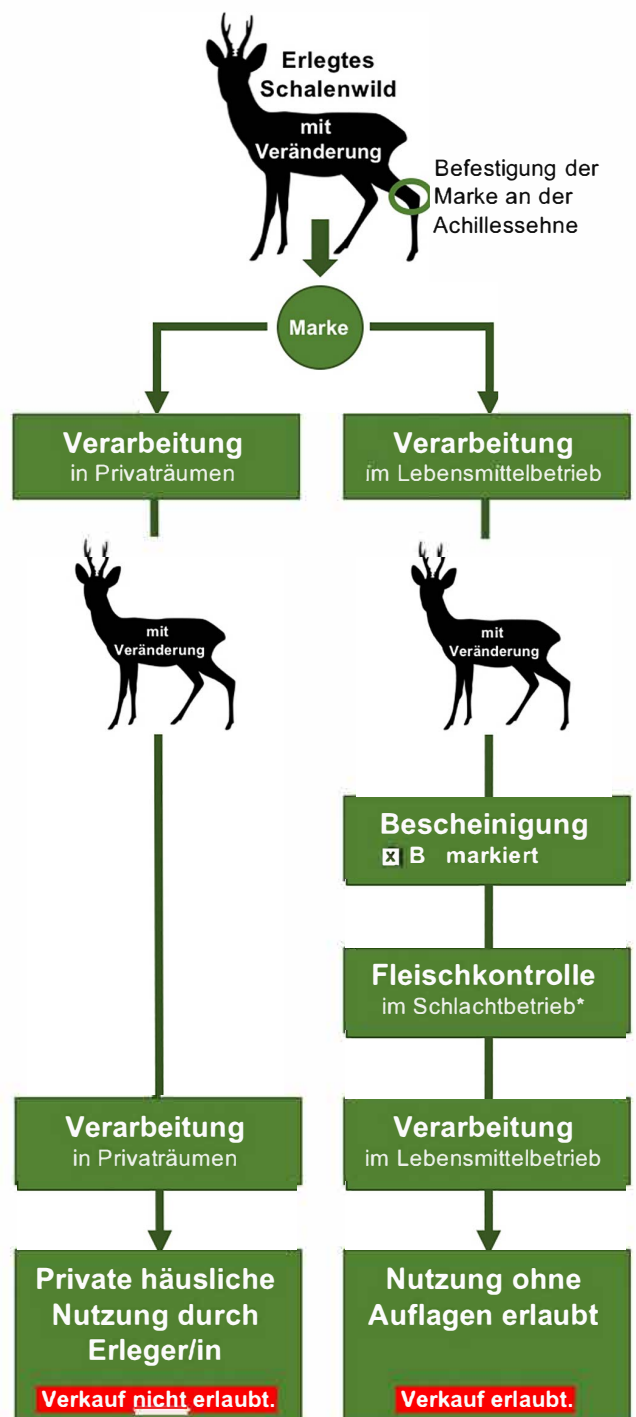 Erlegtes
Schalenwild
mit
Veränderung
Befestigung der
Marke an der
Achillessehne
Marke
Verarbeitung
in Privaträumen
Verarbeitung
im Lebensmittelbetrieb
mit
Veränderung
mit
Veränderung
Bescheinigung
x B markiert
Fleischkontrolle
im Schlachtbetrieb*
Verarbeitung
in Privaträumen
Verarbeitung
im Lebensmittelbetrieb
Private häusliche
Nutzung durch
Erleger/in
Verkauf nicht erlaubt.
Nutzung ohne
Auflagen erlaubt
Verkauf erlaubt.